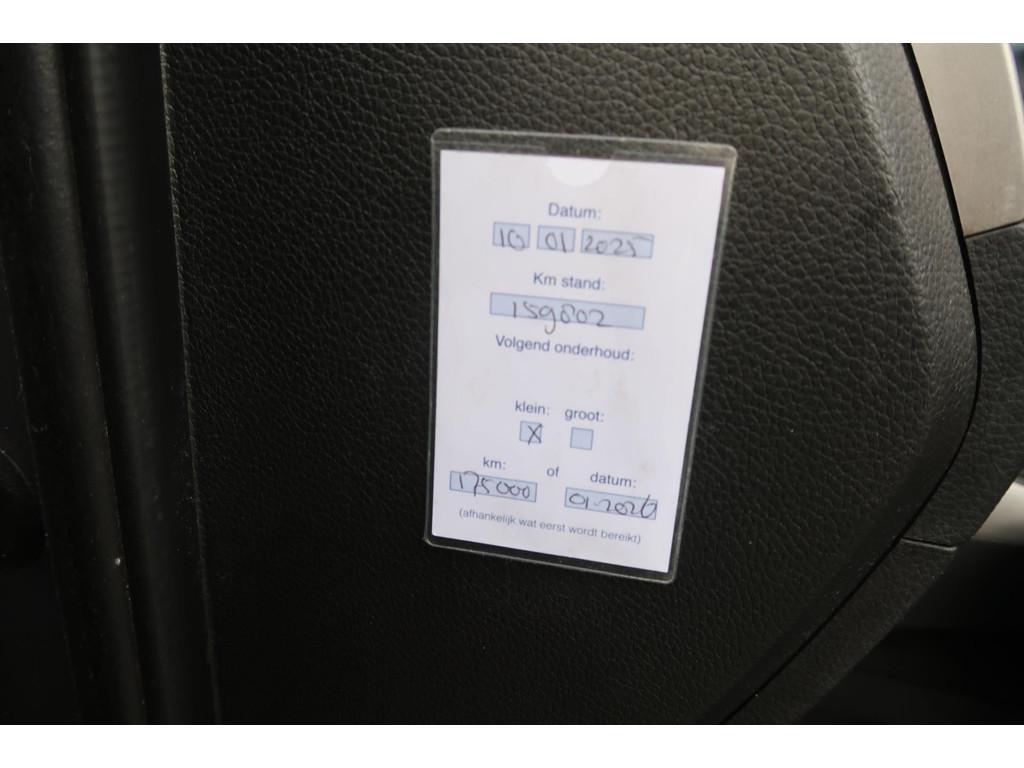 Datum:
10 01 2025
Km stand:
159802
Volgend onderhoud:
klein: groot:
X
km: of datum:
175000 01-2026
(afhankelijk wat eerst wordt bereikt)